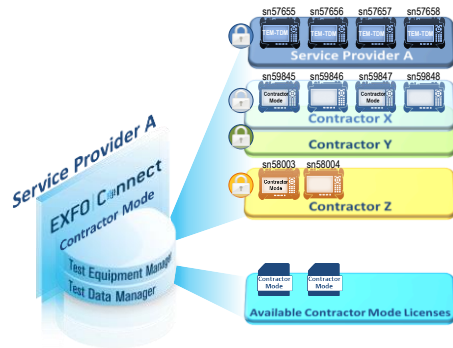 sn57655 sn57656 sn57657 sn57658
TEM-TDM TEM-TDM TEM-TDM TEM-TDM
Service Provider A
sn59845 sn59846 sn59847 sn59848
Contractor Mode Contractor Mode
Contractor X
Contractor Y
sn58003 sn58004
Contractor Mode
Contractor Z
Service Provider A
EXFO | Connect
Contractor Mode
Test Equipment Manager
Test Data Manager
Contractor Mode Contractor Mode
Available Contractor Mode Licenses